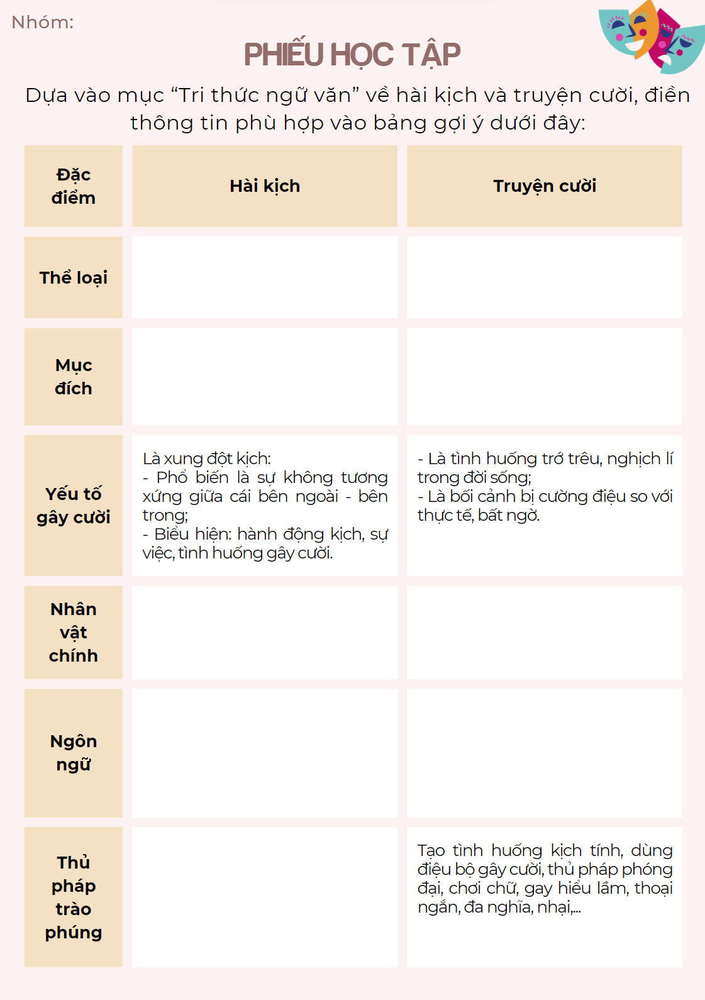 Nhóm:
PHIẾU HỌC TẬP
Dựa vào mục “Tri thức ngữ văn” về hài kịch và truyện cười, điền
thông tin phù hợp vào bảng gợi ý dưới đây:
Đặc
điểm
Hài kịch
Truyện cười
Thể loại
Mục
đích
Yếu tố
gây cười
Là xung đột kịch:
- Phổ biến là sự không tương
xứng giữa cái bên ngoài - bên
trong;
- Biểu hiện: hành động kịch, sự
việc, tình huống gây cười.
- Là tình huống trớ trêu, nghịch lí
trong đời sống;
- Là bối cảnh bị cường điệu so với
thực tế, bất ngờ.
Nhân
vật
chính
Ngôn
ngữ
Thủ
pháp
trào
phúng
Tạo tình huống kịch tính, dùng
điệu bộ gây cười, thủ pháp phóng
đại, chơi chữ, gay hiểu lầm, thoại
ngắn, đa nghĩa, nhại,...